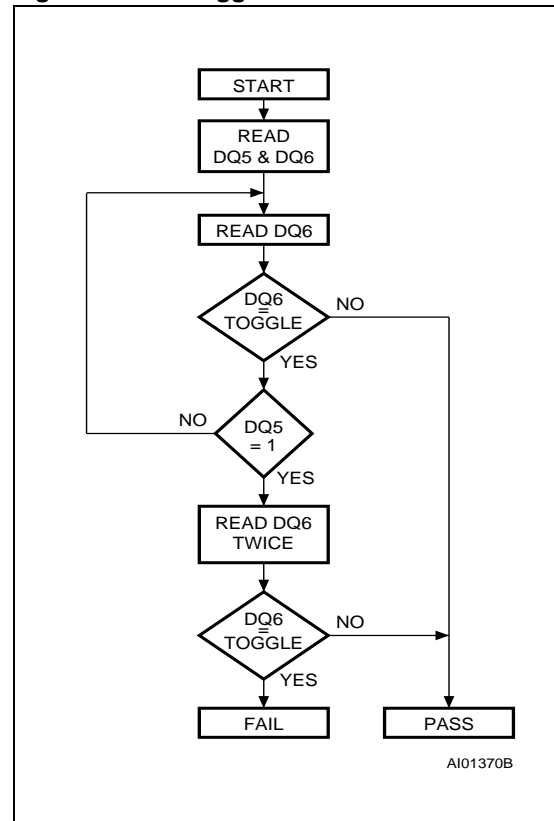 START
READ
DQ5 & DQ6
READ DQ6
DQ6
=
TOGGLE
NO
YES
NO
DQ5
= 1
YES
READ DQ6
TWICE
DQ6
=
TOGGLE
NO
YES
FAIL
PASS
AI01370B